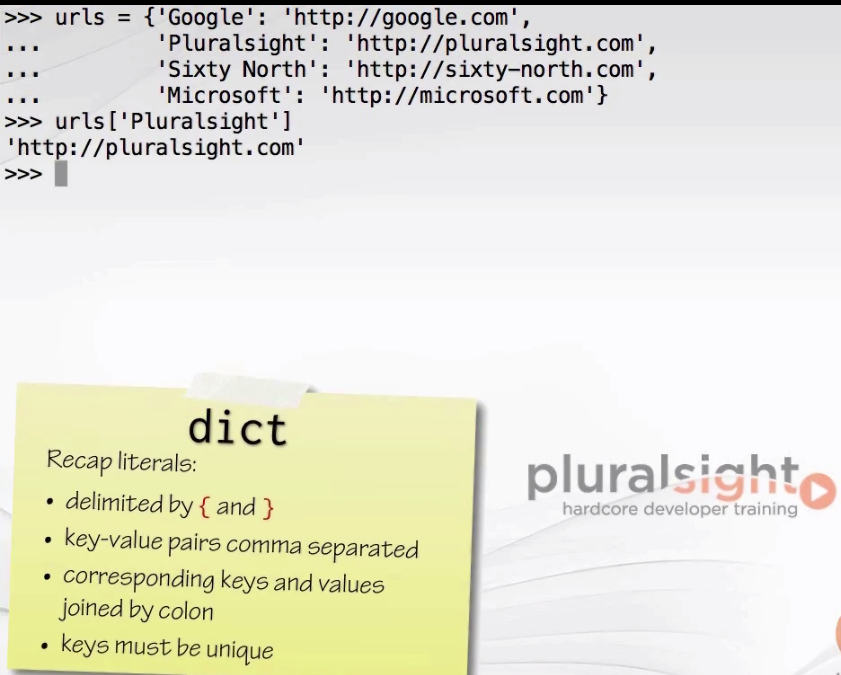 >>> urls = {'Google': 'http://google.com',
...         'Pluralsight': 'http://pluralsight.com',
...         'Sixty North': 'http://sixty-north.com',
...         'Microsoft': 'http://microsoft.com'}
>>> urls['Pluralsight']
'http://pluralsight.com'
>>>
dict
Recap literals:
• delimited by { and }
• key-value pairs comma separated
• corresponding keys and values
joined by colon
• keys must be unique
pluralsight
hardcore developer training